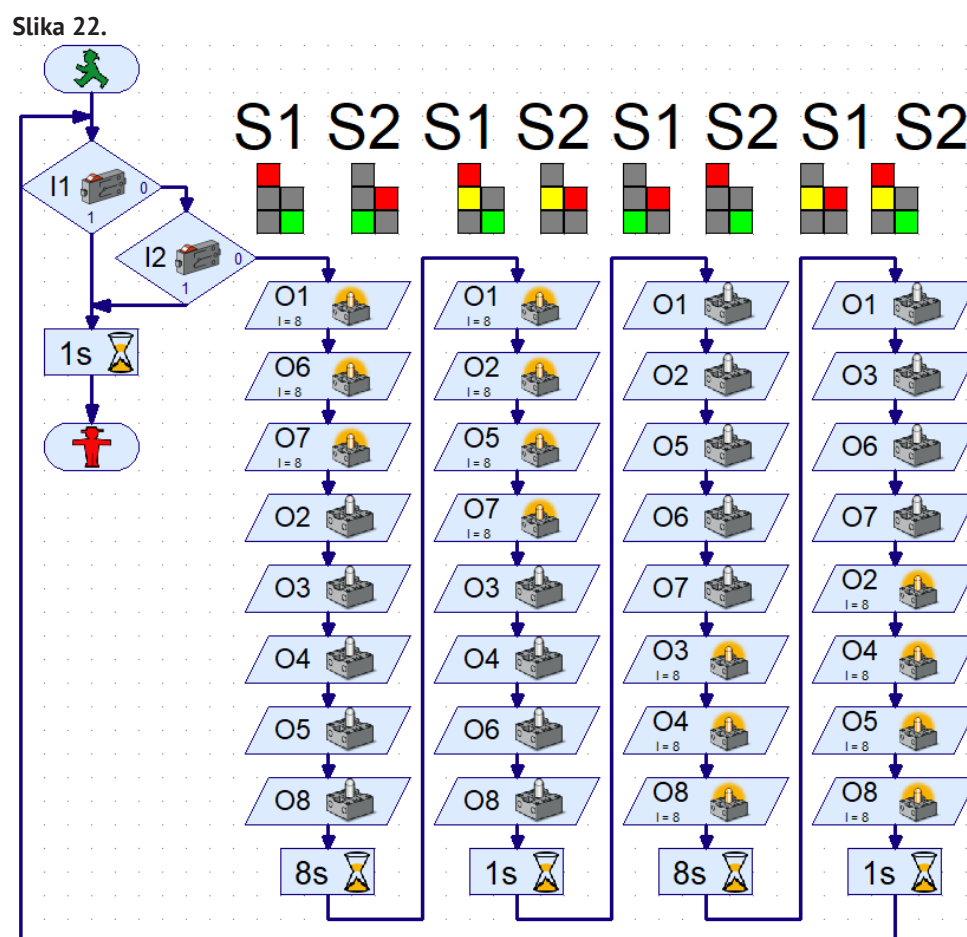 Slika 22.
S1 S2 S1 S2 S1 S2 S1 S2
I1
0
1
I2
0
1
1s
O1
I = 8
O6
I = 8
O7
I = 8
O2
O3
O4
O5
O8
8s
O1
I = 8
O2
I = 8
O5
I = 8
O7
I = 8
O3
O4
O6
O8
1s
O1
O2
O5
O6
O7
O3
I = 8
O4
I = 8
O8
I = 8
8s
O1
O3
O6
O7
O2
I = 8
O4
I = 8
O5
I = 8
O8
I = 8
1s